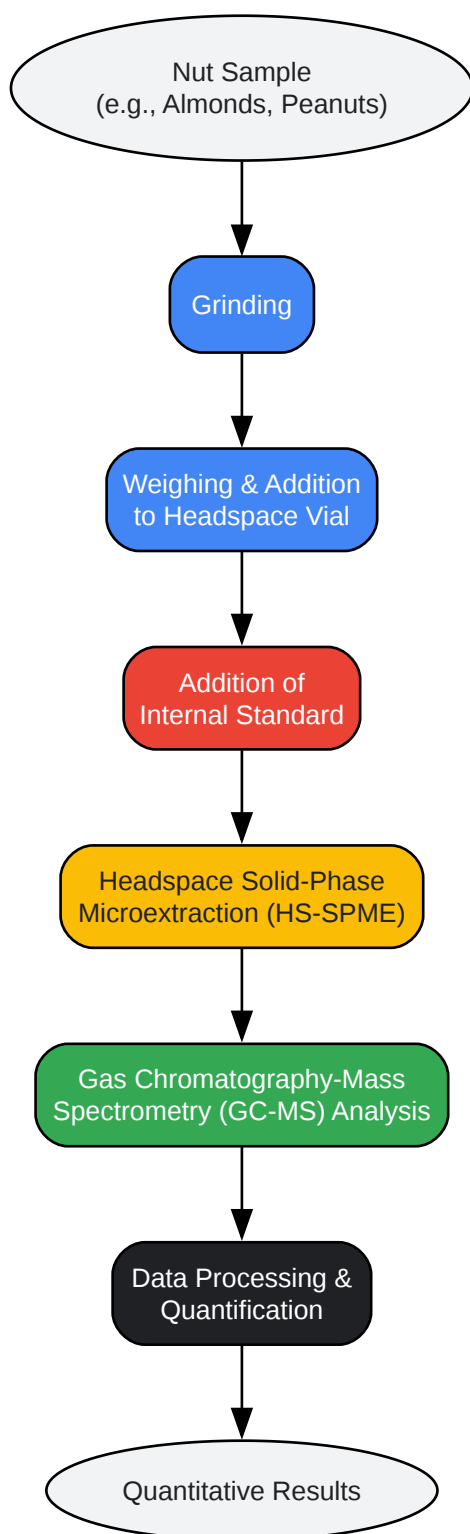 Nut Sample
(e.g., Almonds, Peanuts)
Grinding
Weighing & Addition
to Headspace Vial
Addition of
Internal Standard
Headspace Solid-Phase
Microextraction (HS-SPME)
Gas Chromatography-Mass
Spectrometry (GC-MS) Analysis
Data Processing &
Quantification
Quantitative Results